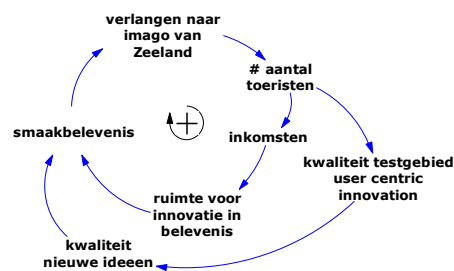 verlangen naar
imago van
Zeeland
# aantal
toeristen
smaakbelevenis
inkomsten
kwaliteit testgebied
user centric
innovation
ruimte voor
innovatie in
belevenis
kwaliteit
nieuwe ideeen